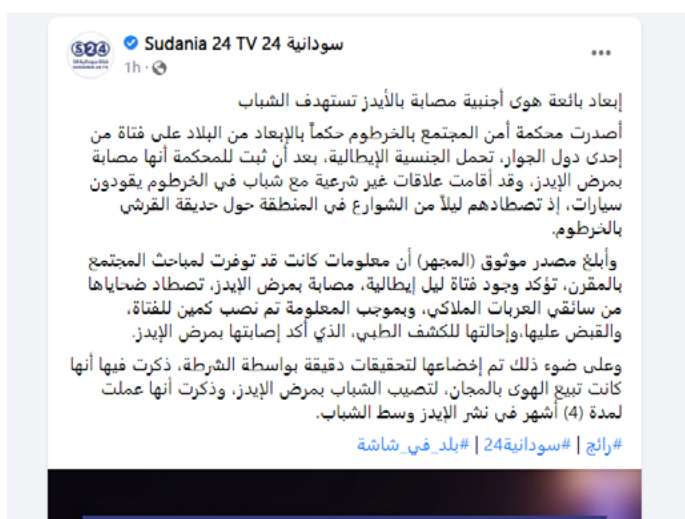 سودانية 24 Sudania 24 TV
1h
إبعاد بائعة هوى أجنبية مصابة بالأيدز تستهدف الشباب
أصدرت محكمة أمن المجتمع بالخرطوم حكماً بالإبعاد من البلاد على فتاة من
إحدى دول الجوار، تحمل الجنسية الإيطالية، بعد أن ثبت للمحكمة أنها مصابة
بمرض الإيدز، وقد أقامت علاقات غير شرعية مع شباب في الخرطوم يقودون
سيارات، إذ تصطادهم ليلاً من الشوارع في المنطقة حول حديقة القرشي
بالخرطوم.
وأبلغ مصدر موثوق (المجهر) أن معلومات كانت قد توفرت لمباحث المجتمع
بالمقرن، تؤكد وجود فتاة ليل إيطالية، مصابة بمرض الإيدز، تصطاد ضحاياها
من سائقي العربات الملاكي، وبموجب المعلومة تم نصب كمين للفتاة،
والقبض عليها،وإحالتها للكشف الطبي، الذي أكد إصابتها بمرض الإيدز.
وعلى ضوء ذلك تم إخضاعها لتحقيقات دقيقة بواسطة الشرطة، ذكرت فيها أنها
كانت تبيع الهوى بالمجان، لتصيب الشباب بمرض الإيدز، وذكرت أنها عملت
لمدة (4) أشهر في نشر الإيدز وسط الشباب.
#رائج | #سودانية24 | #بلد_في_شاشة